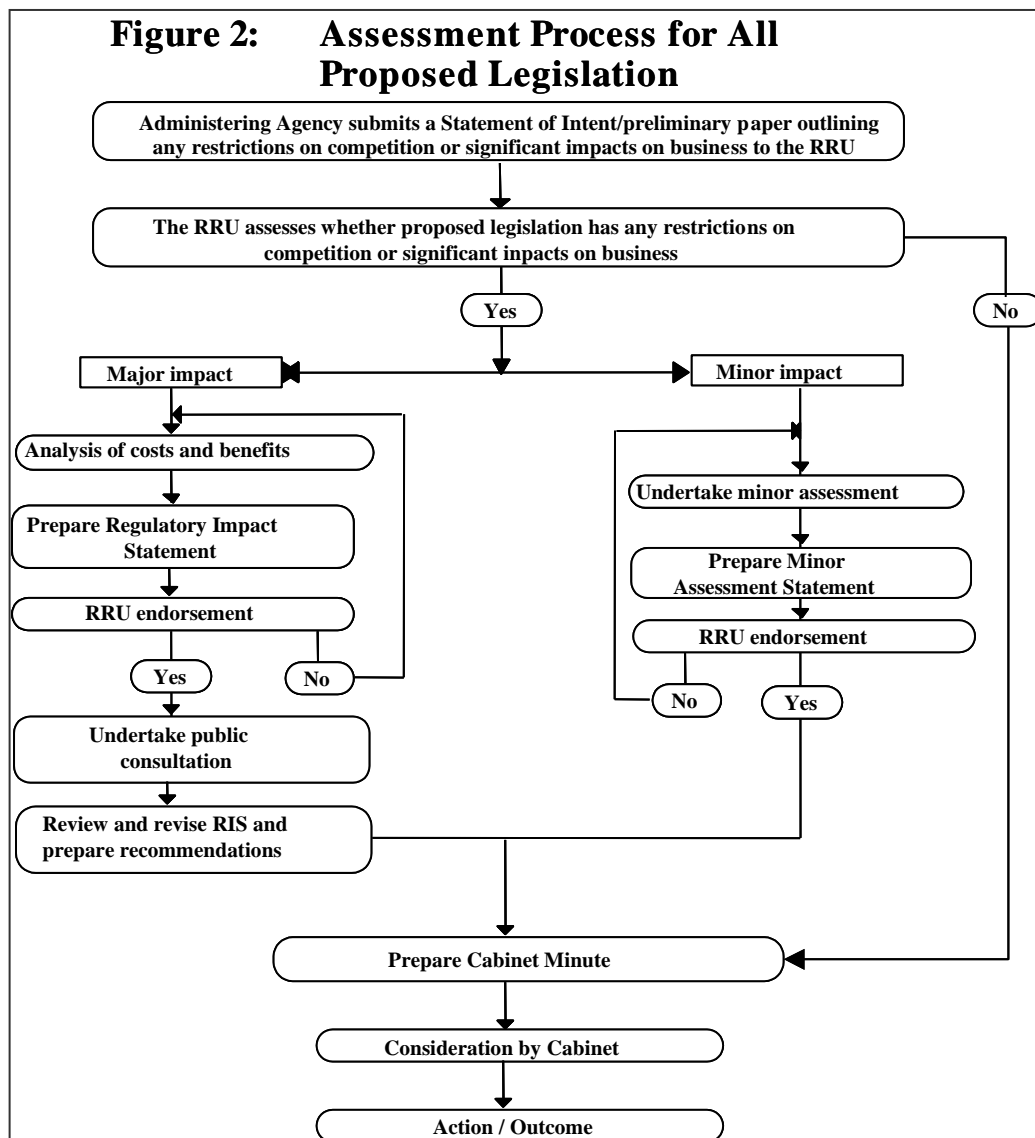 Figure 2: Assessment Process for All
Proposed Legislation
Administering Agency submits a Statement of Intent/preliminary paper outlining
any restrictions on competition or significant impacts on business to the RRU
The RRU assesses whether proposed legislation has any restrictions on
competition or significant inpacts on business
Yes
No
Major impact
Minor impact
Analysis of costs and benefits
Undertake minor assessment
Prepare Regulatory Impact
Statement
Prepare Minor
Assessment Statement
RRU endorsement
RRU endorsement
Yes
No
No
Yes
Undertake public
consultation
Review and revise RIS and
prepare recommendations
Prepare Cabinet Minute
Consideration by Cabinet
Action / Outcome